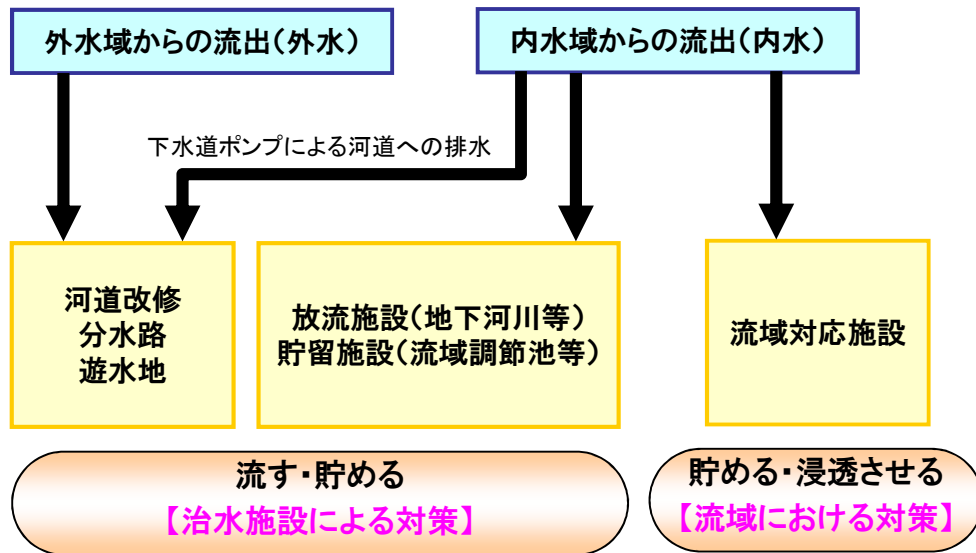 外水域からの流出(外水)
内水域からの流出(内水)
下水道ポンプによる河道への排水
河道改修
分水路
遊水地
放流施設(地下河川等)
貯留施設(流域調節池等)
流域対応施設
流す・貯める
【治水施設による対策】
貯める・浸透させる
【流域における対策】